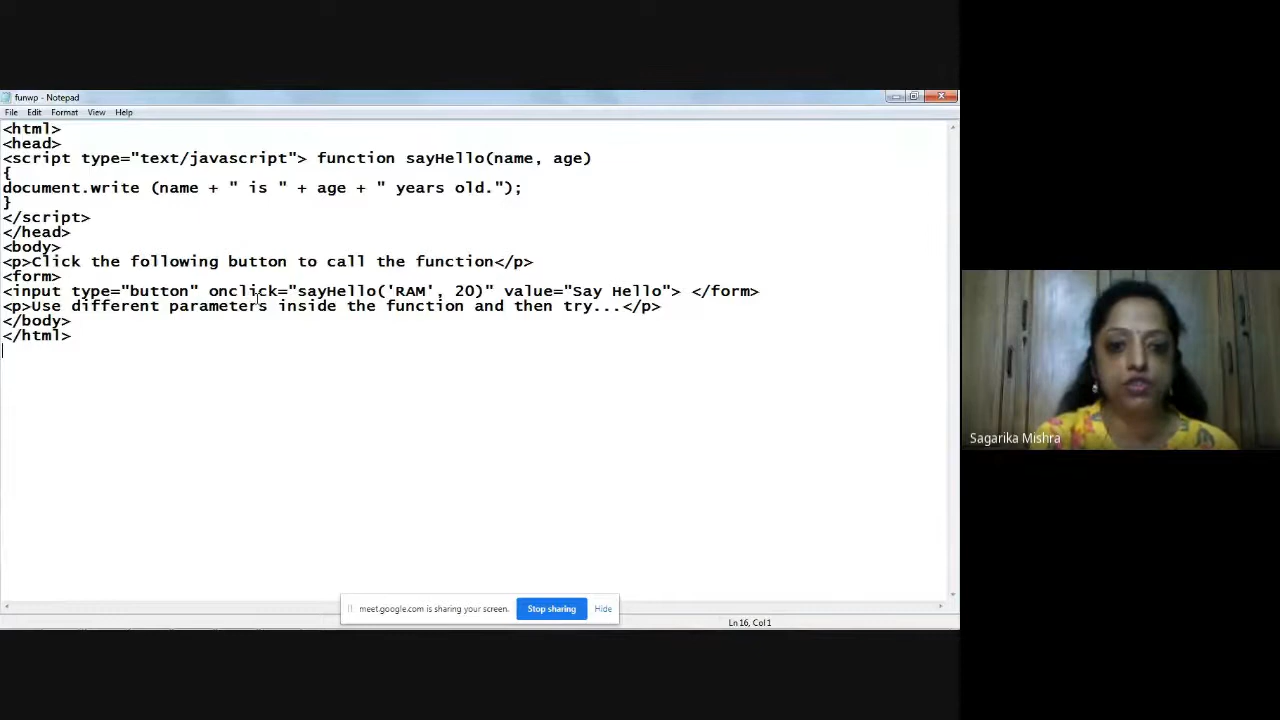 funwp - Notepad
File Edit Format View Help
<html>
<head>
<script type="text/javascript"> function sayHello(name, age)
{
document.write (name + " is " + age + " years old.");
}
</script>
</head>
<body>
<p>Click the following button to call the function</p>
<form>
<input type="button" onclick="sayHello('RAM', 20)" value="Say Hello"> </form>
<p>Use different parameters inside the function and then try...</p>
</body>
</html>
Sagarika Mishra
meet.google.com is sharing your screen. Stop sharing Hide
Ln 16, Col 1